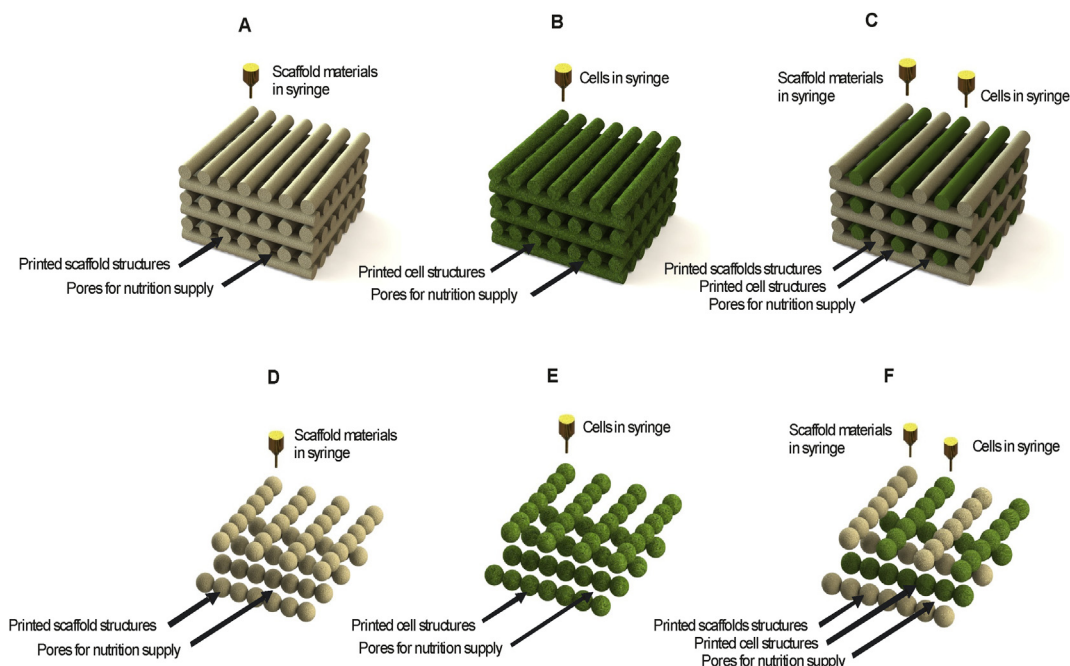 A
Scaffold materials
in syringe
Printed scaffold structures
Pores for nutrition supply
B
Cells in syringe
Printed cell structures
Pores for nutrition supply
C
Scaffold materials
in syringe
Cells in syringe
Printed scaffolds structures
Printed cell structures
Pores for nutrition supply
D
Scaffold materials
in syringe
Printed scaffold structures
Pores for nutrition supply
E
Cells in syringe
Printed cell structures
Pores for nutrition supply
F
Scaffold materials
in syringe
Cells in syringe
Printed scaffolds structures
Printed cell structures
Pores for nutrition supply